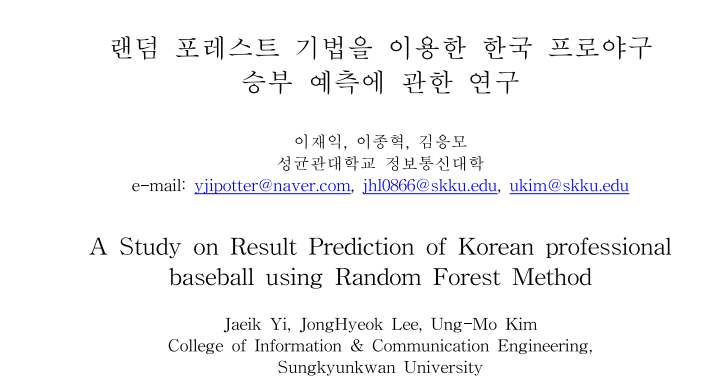 랜덤 포레스트 기법을 이용한 한국 프로야구
승부 예측에 관한 연구
이재익, 이종혁, 김응모
성균관대학교 정보통신대학
e-mail: yjipotter@naver.com, jhl0866@skku.edu, ukim@skku.edu
A Study on Result Prediction of Korean professional
baseball using Random Forest Method
Jaeik Yi, JongHyeok Lee, Ung-Mo Kim
College of Information & Communication Engineering,
Sungkyunkwan University